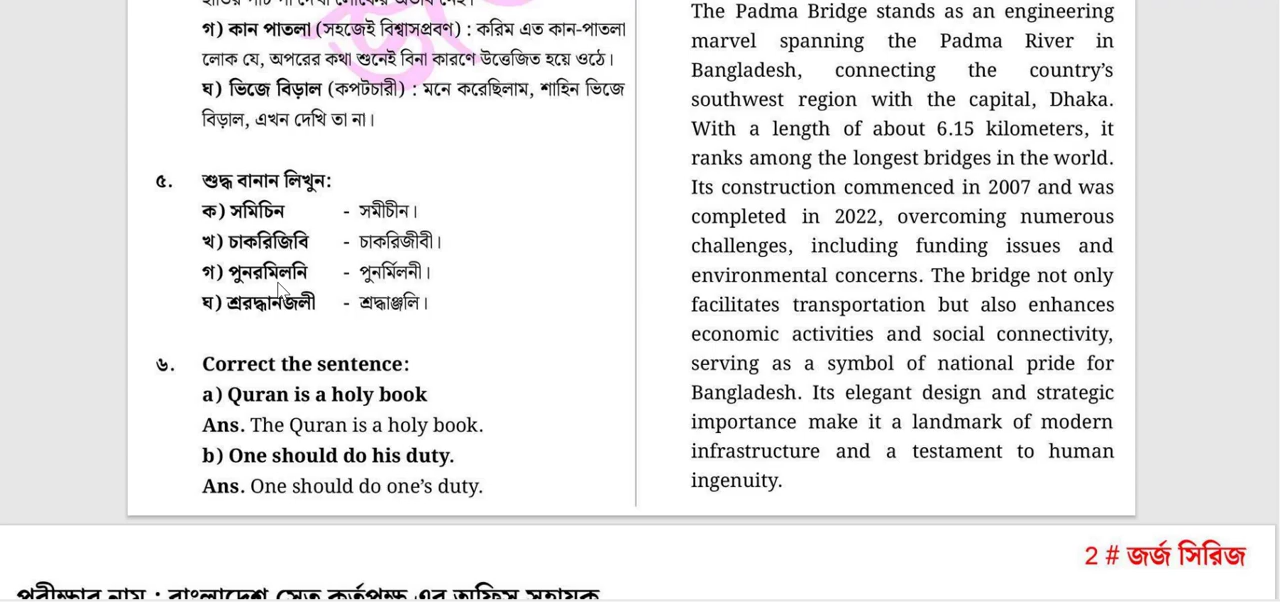 গ) কান পাতলা (সহজেই বিশ্বাসপ্রবণ) : করিম এত কান-পাতলা
লোক যে, অপরের কথা শুনেই বিনা কারণে উত্তেজিত হয়ে ওঠে।
ঘ) ভিজে বিড়াল (কপটচারী) : মনে করেছিলাম, শাহিন ভিজে
বিড়াল, এখন দেখি তা না।
৫. শুদ্ধ বানান লিখুন:
ক) সমিচিন - সমীচীন।
খ) চাকরিজিবি - চাকরিজীবী।
গ) পুনরমিলনি - পুনর্মিলনী।
ঘ) শ্ররদ্ধানজলী - শ্রদ্ধাঞ্জলি।
৬. Correct the sentence:
a) Quran is a holy book
Ans. The Quran is a holy book.
b) One should do his duty.
Ans. One should do one’s duty.
The Padma Bridge stands as an engineering
marvel spanning the Padma River in
Bangladesh, connecting the country’s
southwest region with the capital, Dhaka.
With a length of about 6.15 kilometers, it
ranks among the longest bridges in the world.
Its construction commenced in 2007 and was
completed in 2022, overcoming numerous
challenges, including funding issues and
environmental concerns. The bridge not only
facilitates transportation but also enhances
economic activities and social connectivity,
serving as a symbol of national pride for
Bangladesh. Its elegant design and strategic
importance make it a landmark of modern
infrastructure and a testament to human
ingenuity.
2 # জর্জ সিরিজ
পরীক্ষার নাম : বাংলাদেশ সেতু কর্তৃপক্ষ এর অফিস সহায়ক